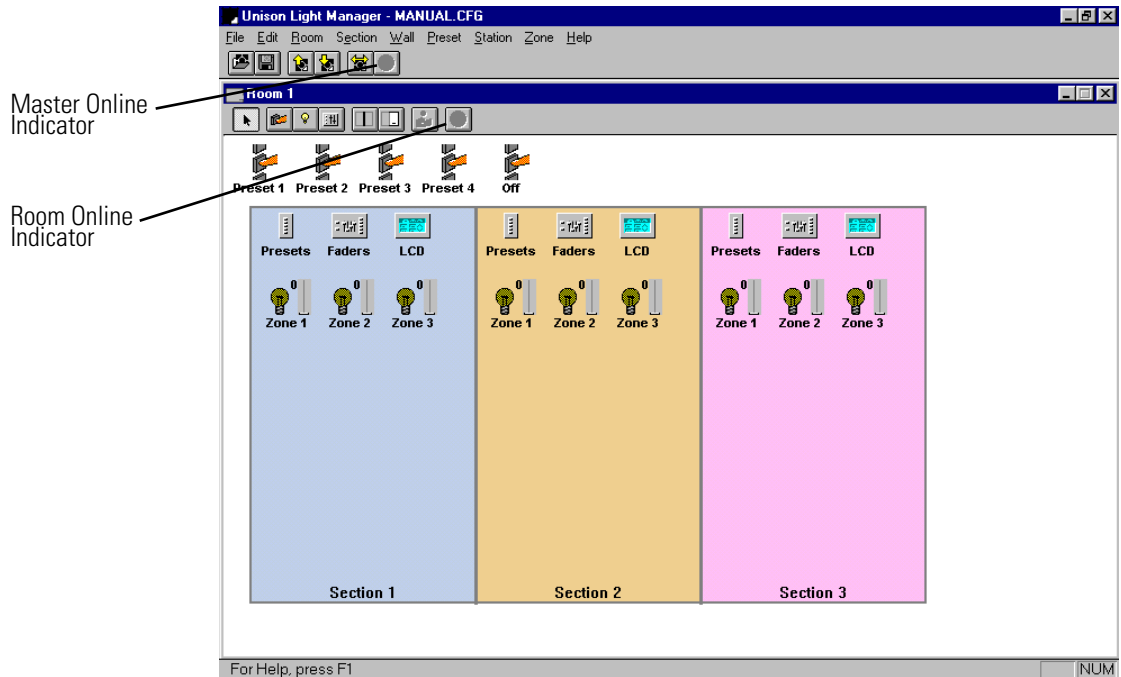 Unison Light Manager - MANUAL.CFG
File Edit Room Section Wall Preset Station Zone Help
Master Online
Indicator
Room 1
Preset 1 Preset 2 Preset 3 Preset 4 Off
Room Online
Indicator
Presets Faders LCD Presets Faders LCD Presets Faders LCD
0 0 0 0 0 0 0 0 0
Zone 1 Zone 2 Zone 3 Zone 1 Zone 2 Zone 3 Zone 1 Zone 2 Zone 3
Section 1 Section 2 Section 3
For Help, press F1 NUM